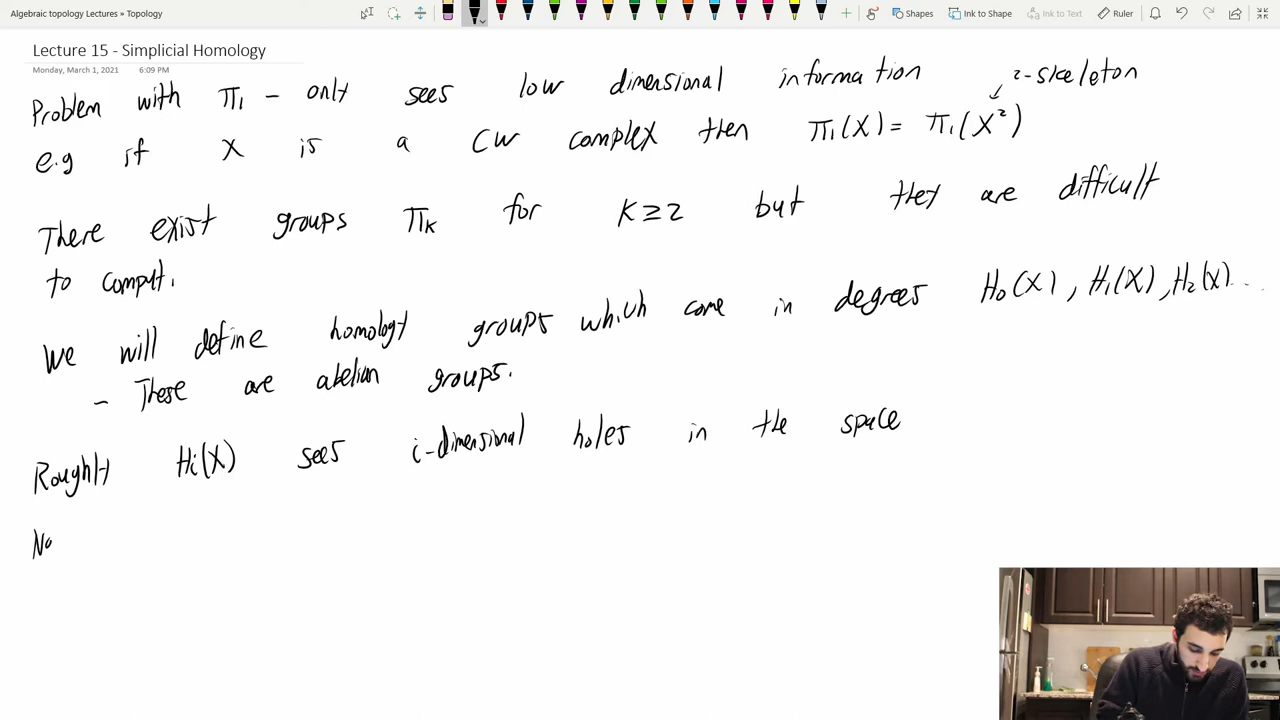 Algebraic topology Lectures » Topology
Shapes
Ink to Shape
Ink to Text
Ruler
Lecture 15 - Simplicial Homology
Monday, March 1, 2021 6:09 PM
Problem with π₁ - only sees low dimensional information
2-skeleton
e.g if X is a CW complex then π₁(X) = π₁(X²)
There exist groups πₖ for K ≥ 2 but they are difficult
to comput.
We will define homology groups which come in degrees H₀(X), H₁(X), H₂(X)...
- These are abelian groups.
Roughly Hi(X) sees i-dimensional holes in the space
No